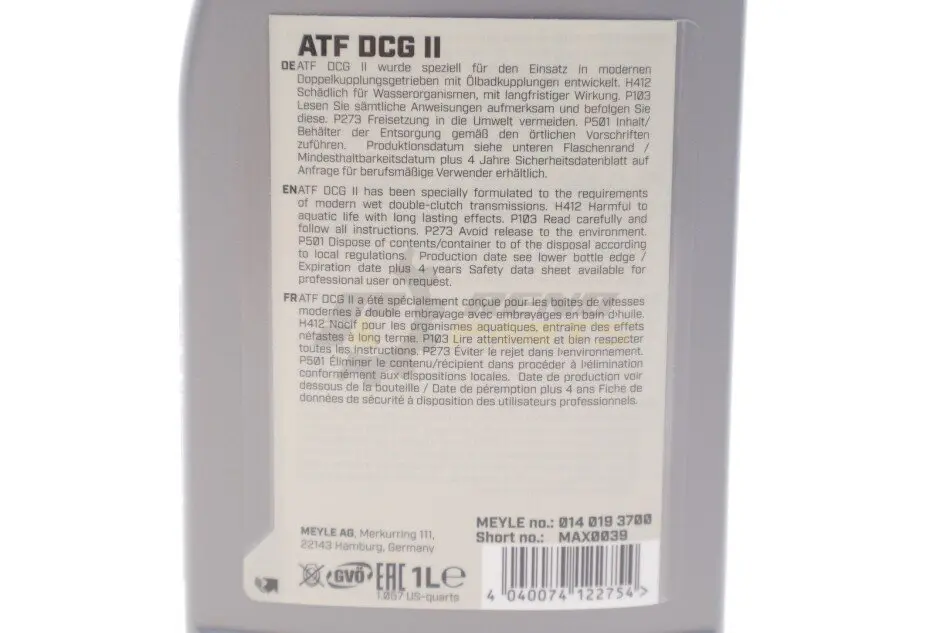 ATF DCG II
DE ATF DCG II wurde speziell für den Einsatz in modernen
Doppelkupplungsgetrieben mit Ölbadkupplungen entwickelt. H412
Schädlich für Wasserorganismen, mit langfristiger Wirkung. P103
Lesen Sie sämtliche Anweisungen aufmerksam und befolgen Sie
diese. P273 Freisetzung in die Umwelt vermeiden. P501 Inhalt/
Behälter der Entsorgung gemäß den örtlichen Vorschriften
zuführen. Produktionsdatum siehe unteren Flaschenrand /
Mindesthaltbarkeitsdatum plus 4 Jahre Sicherheitsdatenblatt auf
Anfrage für berufsmäßige Verwender erhältlich.
EN ATF DCG II has been specially formulated to the requirements
of modern wet double-clutch transmissions. H412 Harmful to
aquatic life with long lasting effects. P103 Read carefully and
follow all instructions. P273 Avoid release to the environment.
P501 Dispose of contents/container to of the disposal according
to local regulations. Production date see lower bottle edge /
Expiration date plus 4 years Safety data sheet available for
professional user on request.
FR ATF DCG II a été spécialement conçue pour les boîtes de vitesses
modernes à double embrayage avec embrayages en bain d'huile.
H412 Nocif pour les organismes aquatiques, entraîne des effets
néfastes à long terme. P103 Lire attentivement et bien respecter
toutes les instructions. P273 Éviter le rejet dans l'environnement.
P501 Éliminer le contenu/récipient dans procéder à l'élimination
conformément aux dispositions locales. Date de production voir
dessous de la bouteille / Date de péremption plus 4 ans Fiche de
données de sécurité à disposition des utilisateurs professionnels.
MEYLE AG, Merkurring 111,
22143 Hamburg, Germany
MEYLE no.: 014 019 3700
Short no.: MAX0039
GVÖ EAC 1L e
1.057 US-quarts
4 040074 122754 >